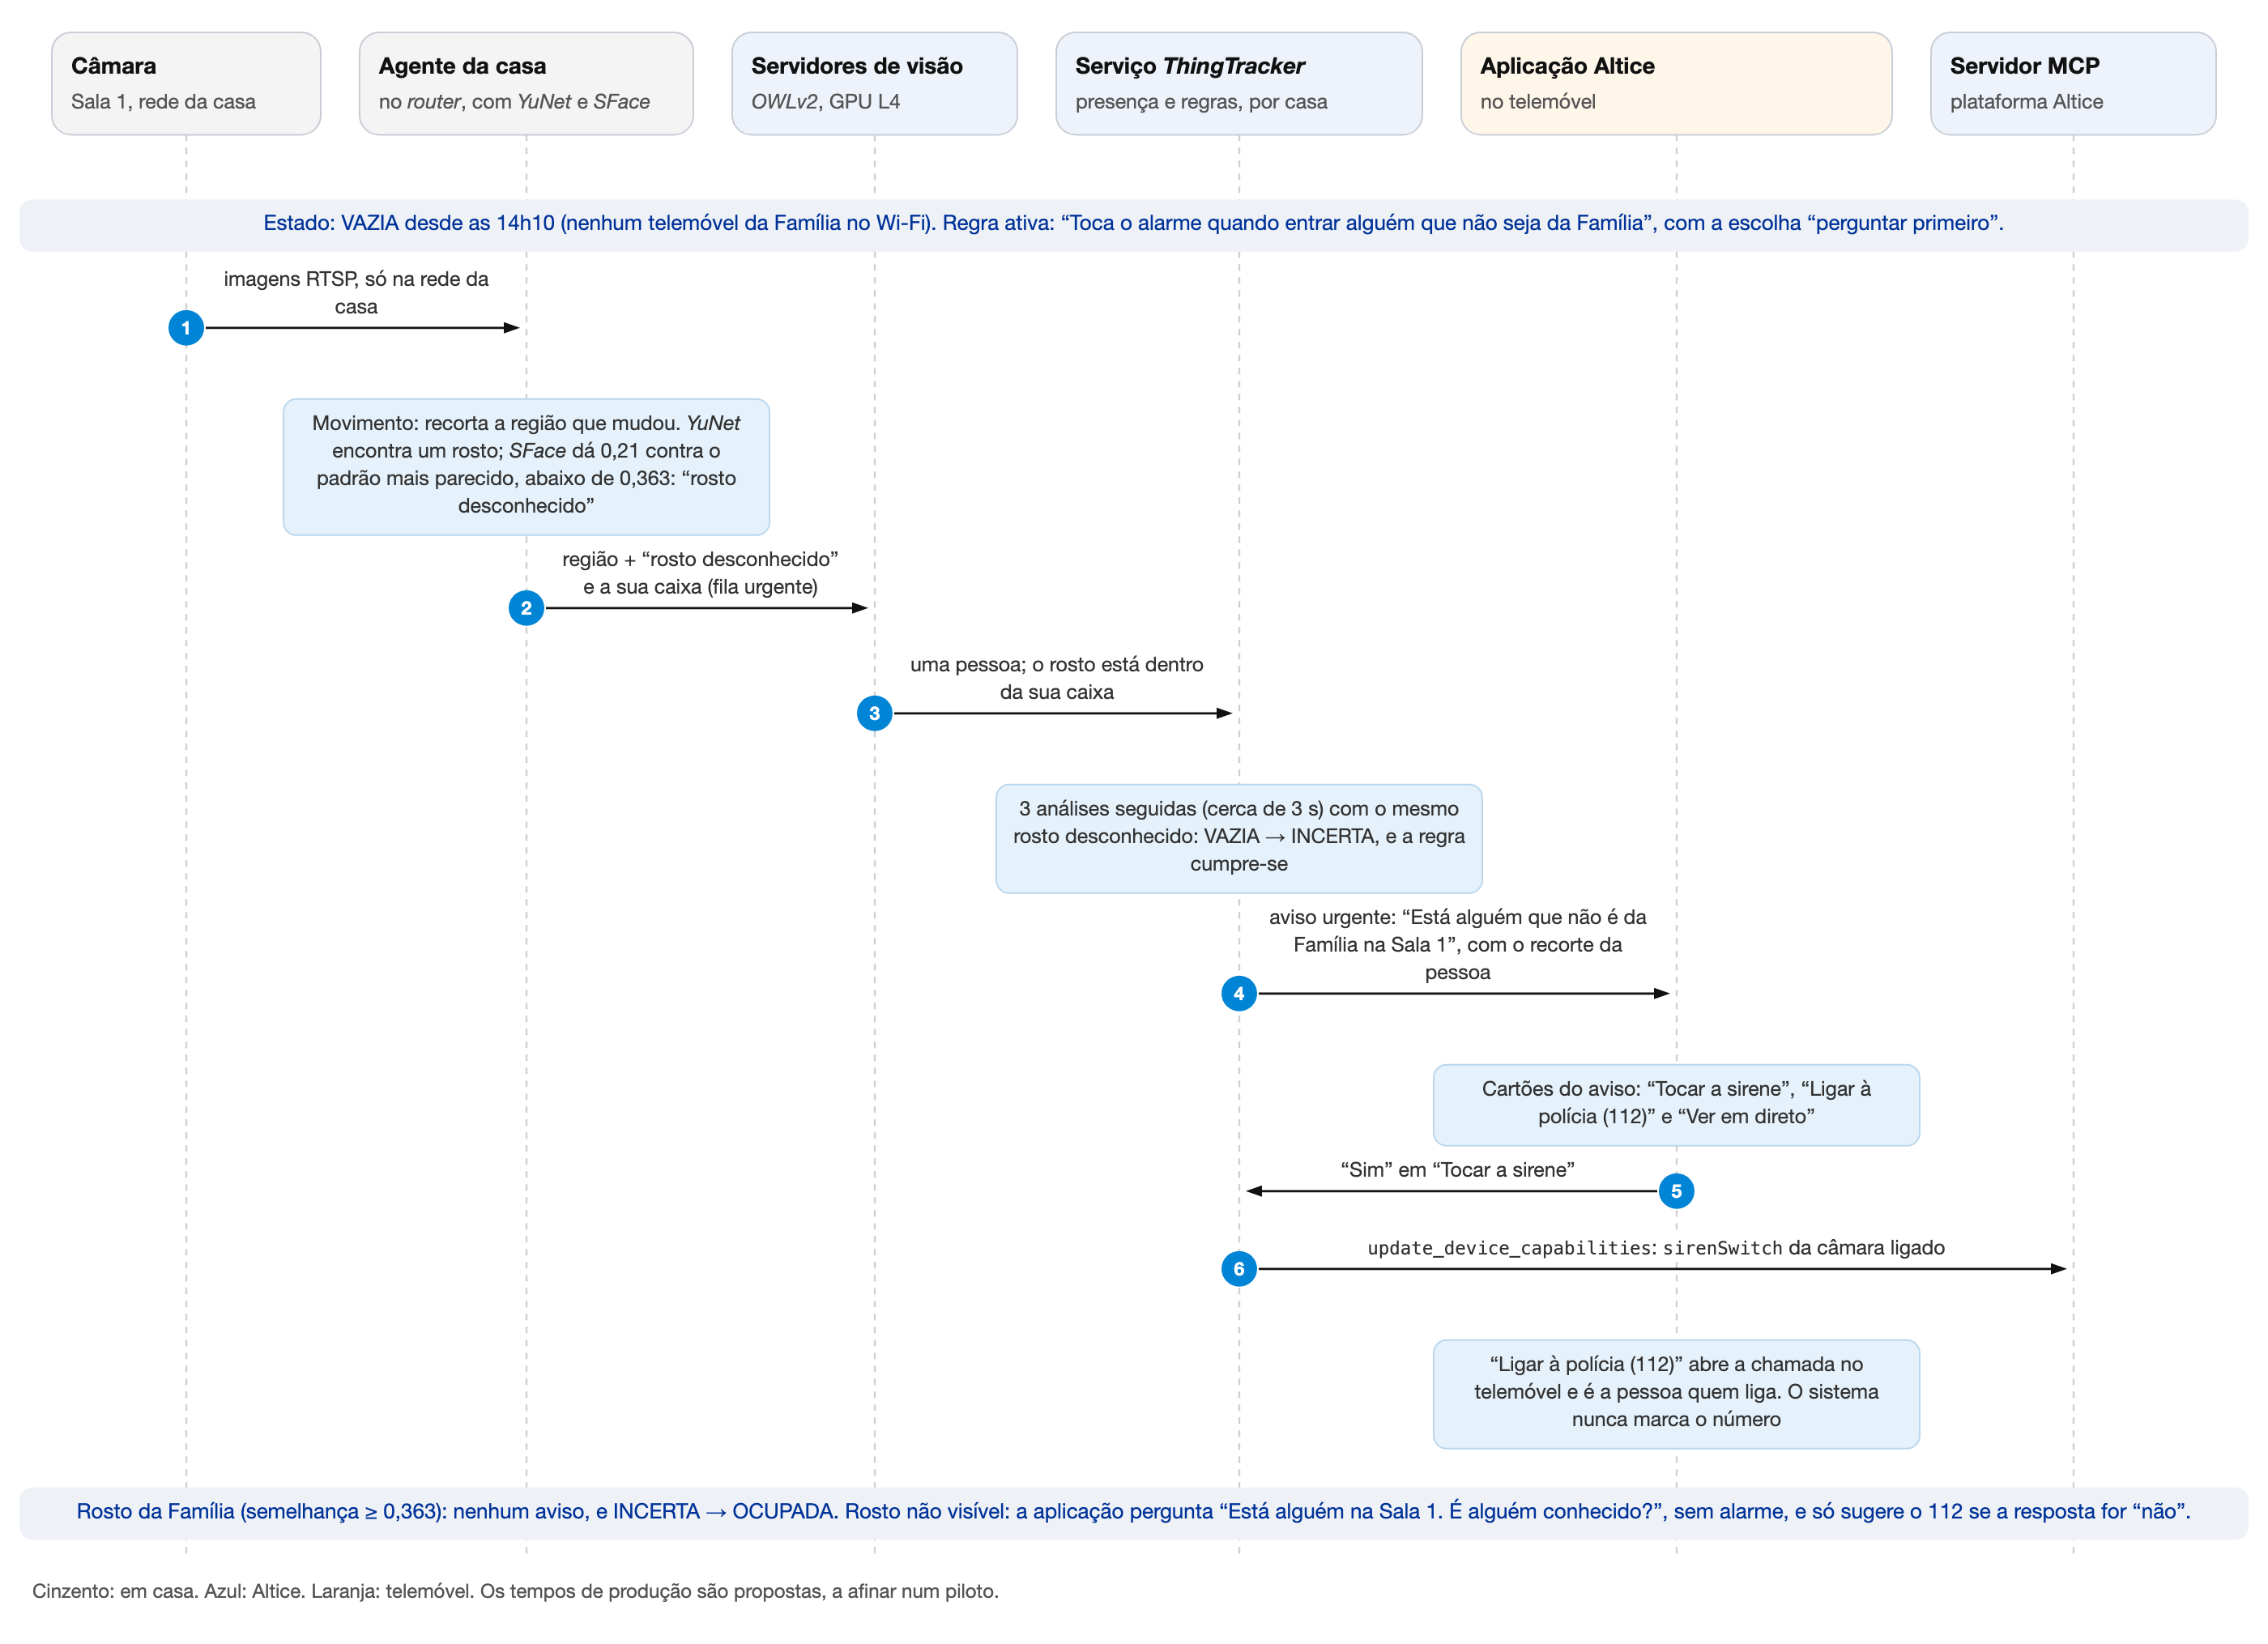 Câmara
Sala 1, rede da casa
Agente da casa
no router, com YuNet e SFace
Servidores de visão
OWLv2, GPU L4
Serviço ThingTracker
presença e regras, por casa
Aplicação Altice
no telemóvel
Servidor MCP
plataforma Altice
Estado: VAZIA desde as 14h10 (nenhum telemóvel da Família no Wi-Fi). Regra ativa: “Toca o alarme quando entrar alguém que não seja da Família”, com a escolha “perguntar primeiro”.
imagens RTSP, só na rede da
casa
1
Movimento: recorta a região que mudou. YuNet
encontra um rosto; SFace dá 0,21 contra o
padrão mais parecido, abaixo de 0,363: “rosto
desconhecido”
região + “rosto desconhecido”
e a sua caixa (fila urgente)
2
uma pessoa; o rosto está dentro
da sua caixa
3
3 análises seguidas (cerca de 3 s) com o mesmo
rosto desconhecido: VAZIA → INCERTA, e a regra
cumpre-se
aviso urgente: “Está alguém que não é da
Família na Sala 1”, com o recorte da
pessoa
4
Cartões do aviso: “Tocar a sirene”, “Ligar à
polícia (112)” e “Ver em direto”
“Sim” em “Tocar a sirene”
5
update_device_capabilities: sirenSwitch da câmara ligado
6
“Ligar à polícia (112)” abre a chamada no
telemóvel e é a pessoa quem liga. O sistema
nunca marca o número
Rosto da Família (semelhança ≥ 0,363): nenhum aviso, e INCERTA → OCUPADA. Rosto não visível: a aplicação pergunta “Está alguém na Sala 1. É alguém conhecido?”, sem alarme, e só sugere o 112 se a resposta for “não”.
Cinzento: em casa. Azul: Altice. Laranja: telemóvel. Os tempos de produção são propostas, a afinar num piloto.